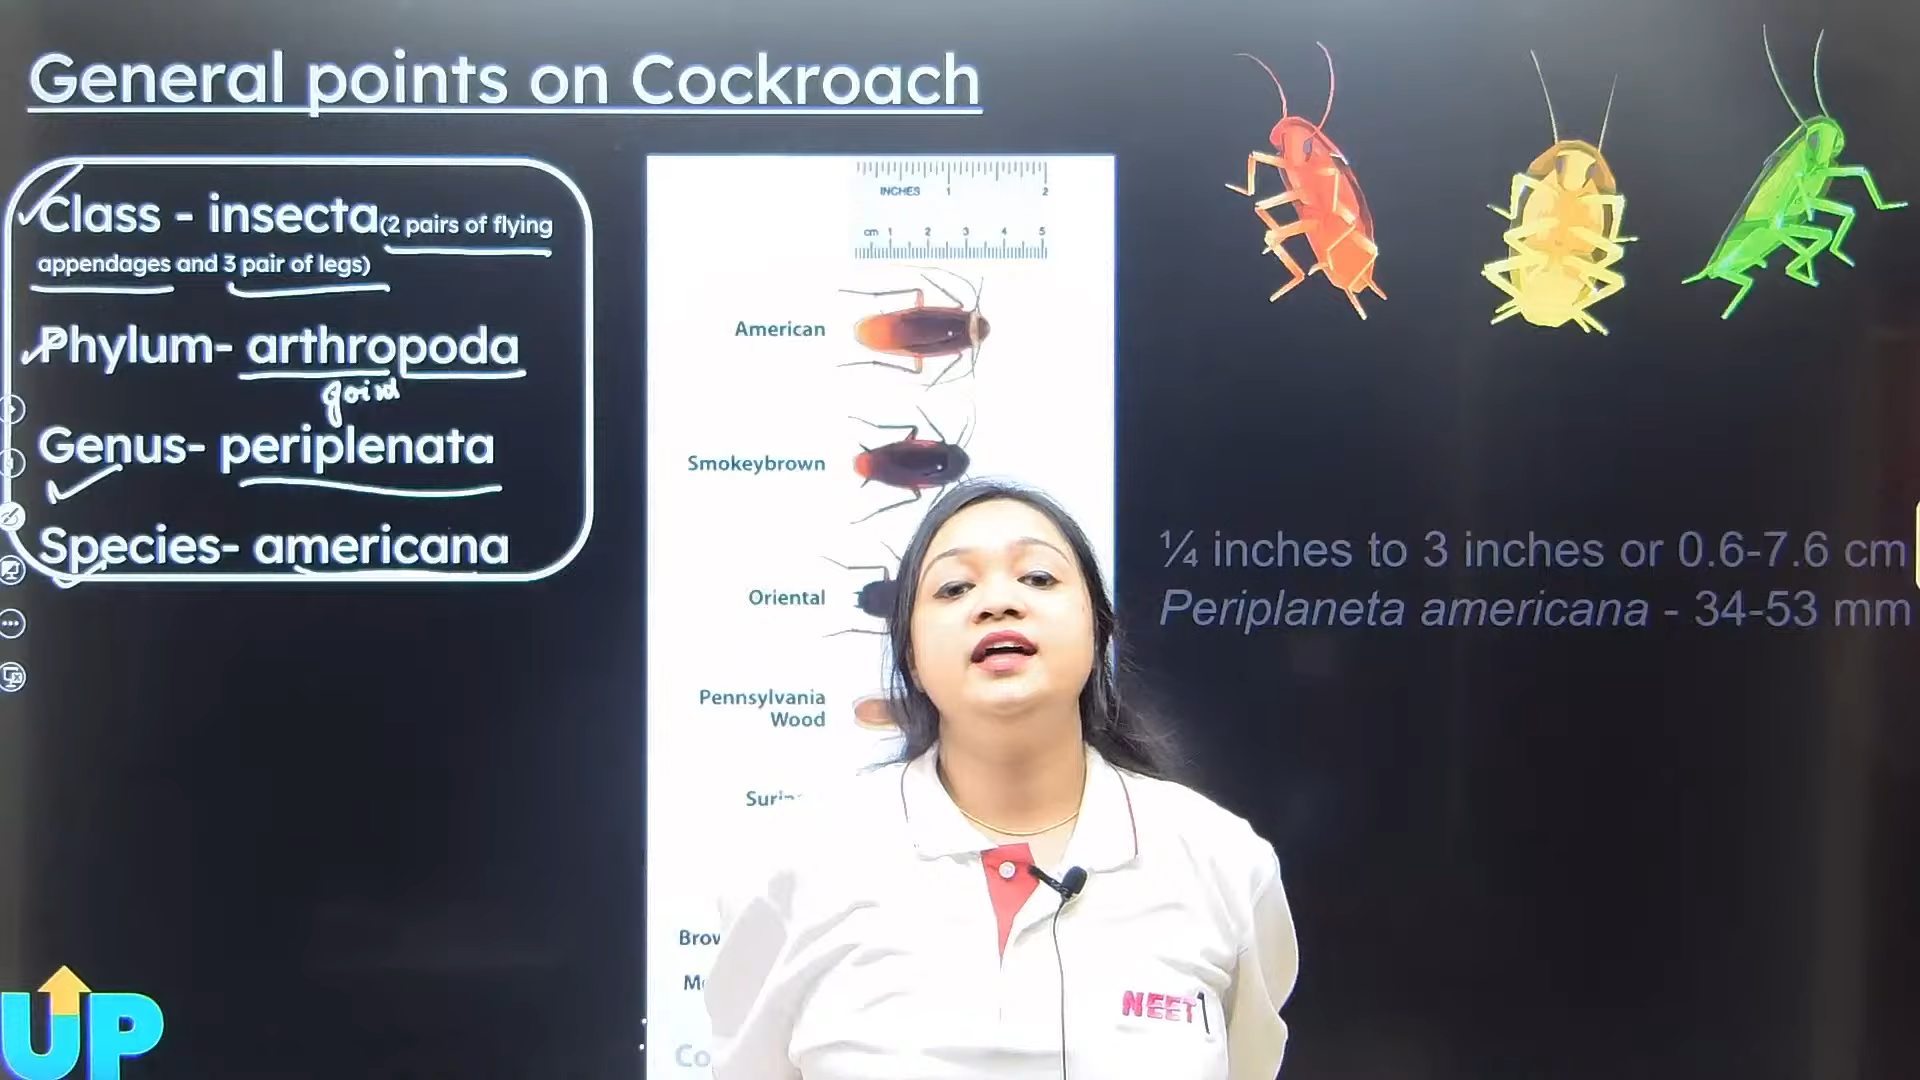 General points on Cockroach
Class - insecta(2 pairs of flying
appendages and 3 pair of legs)
Phylum- arthropoda
joint
Genus- periplenata
Species- americana
INCHES 1 2
cm 1 2 3 4 5
American
Smokeybrown
Oriental
Pennsylvania
Wood
¼ inches to 3 inches or 0.6-7.6 cm
Periplaneta americana - 34-53 mm
NEET
UP